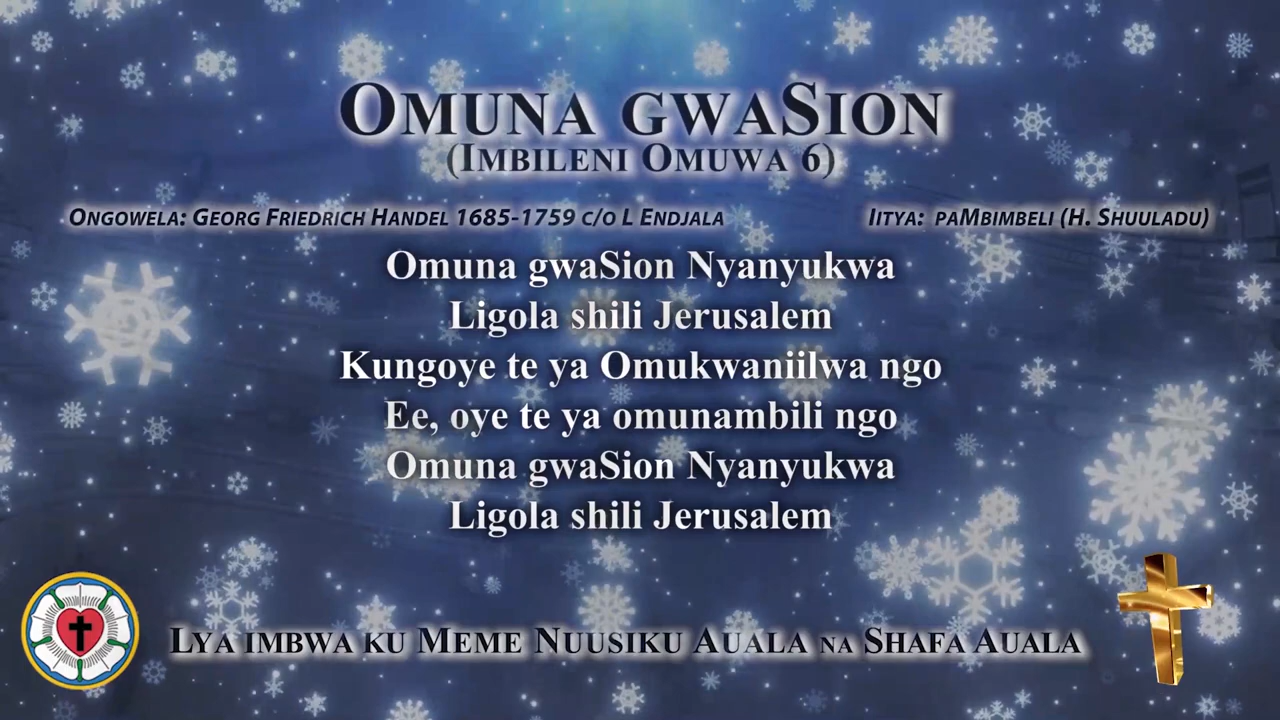 Omuna gwaSion
(Imbileni Omuwa 6)
Ongowela: Georg Friedrich Handel 1685-1759 c/o L Endjala
Iitya: paMbimbeli (H. Shuuladu)
Omuna gwaSion Nyanyukwa
Ligola shili Jerusalem
Kungoye te ya Omukwaniilwa ngo
Ee, oye te ya omunambili ngo
Omuna gwaSion Nyanyukwa
Ligola shili Jerusalem
Lya imbwa ku Meme Nuusiku Auala na Shafa Auala